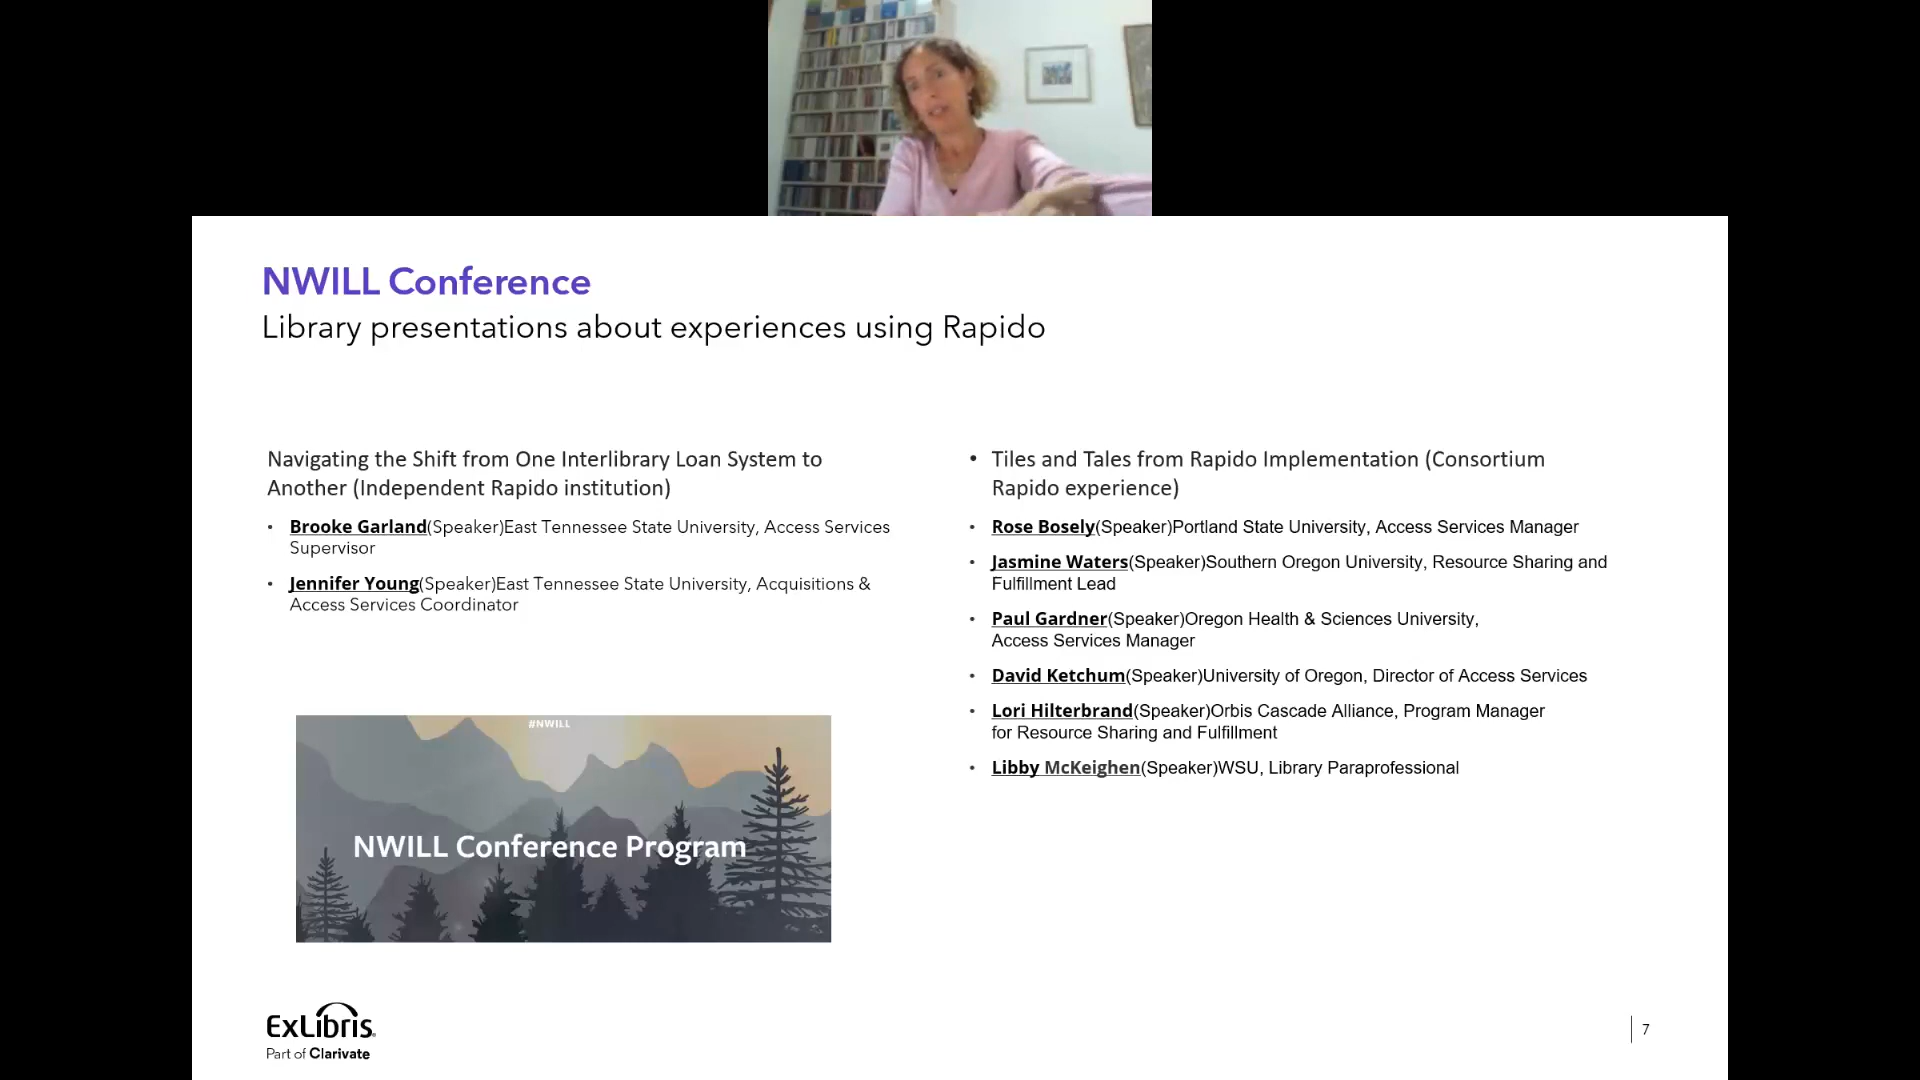 NWILL Conference
Library presentations about experiences using Rapido
Navigating the Shift from One Interlibrary Loan System to
Another (Independent Rapido institution)
• Brooke Garland(Speaker)East Tennessee State University, Access Services
Supervisor
• Jennifer Young(Speaker)East Tennessee State University, Acquisitions &
Access Services Coordinator
#NWILL
NWILL Conference Program
• Tiles and Tales from Rapido Implementation (Consortium
Rapido experience)
• Rose Bosely(Speaker)Portland State University, Access Services Manager
• Jasmine Waters(Speaker)Southern Oregon University, Resource Sharing and
Fulfillment Lead
• Paul Gardner(Speaker)Oregon Health & Sciences University,
Access Services Manager
• David Ketchum(Speaker)University of Oregon, Director of Access Services
• Lori Hilterbrand(Speaker)Orbis Cascade Alliance, Program Manager
for Resource Sharing and Fulfillment
• Libby McKeighen(Speaker)WSU, Library Paraprofessional
ExLibris
Part of Clarivate
7